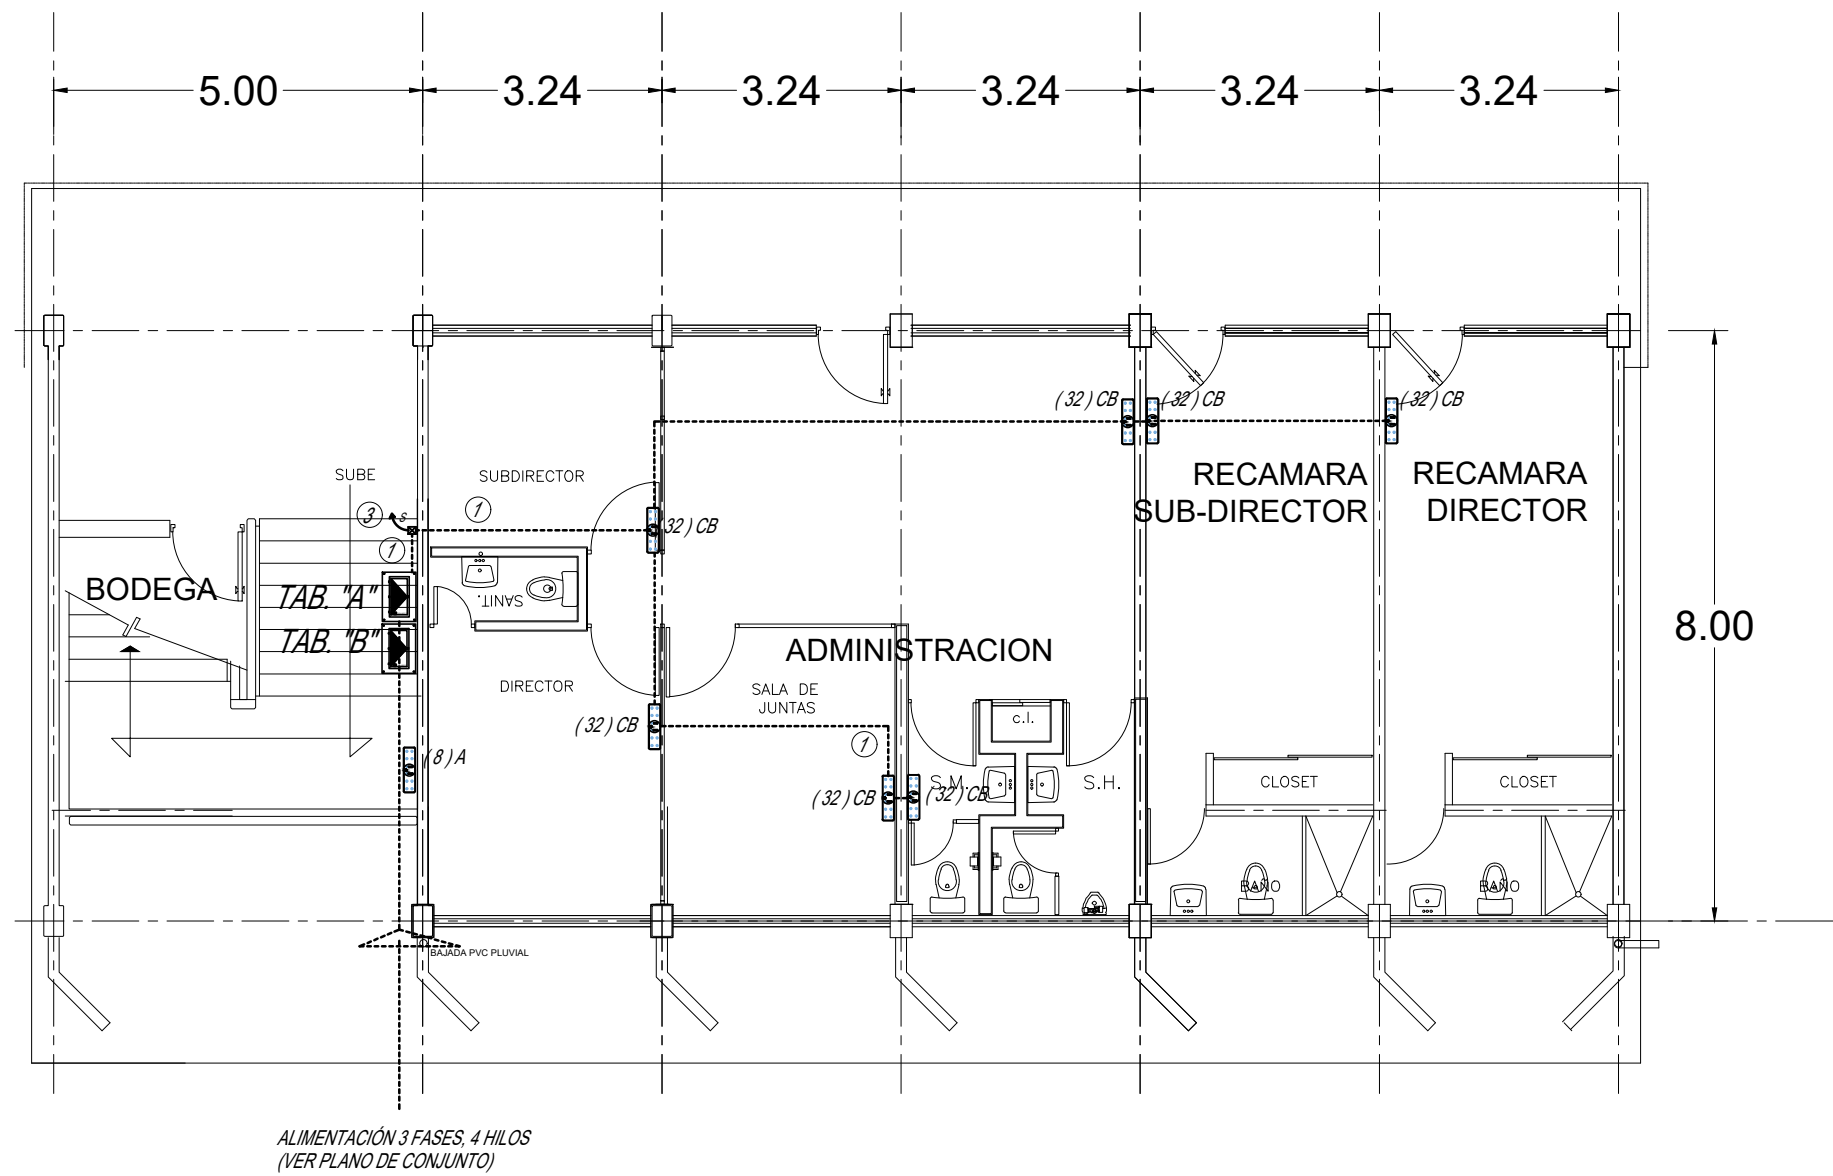 5.00
3.24
3.24
3.24
3.24
3.24
(32) CB
(32) CB
(32) CB
RECAMARA
SUB-DIRECTOR
RECAMARA
DIRECTOR
SUBE
SUBDIRECTOR
3
S
1
32) CB
1
BODEGA
TAB. "A"
SANIT.
TAB. "B"
8.00
ADMINISTRACION
DIRECTOR
SALA DE
JUNTAS
(32) CB
c.l.
1
(8) A
S.M.
S.H.
(32) CB
(32) CB
CLOSET
CLOSET
BAÑO
BAÑO
BAJADA PVC PLUVIAL
ALIMENTACIÓN 3 FASES, 4 HILOS
(VER PLANO DE CONJUNTO)